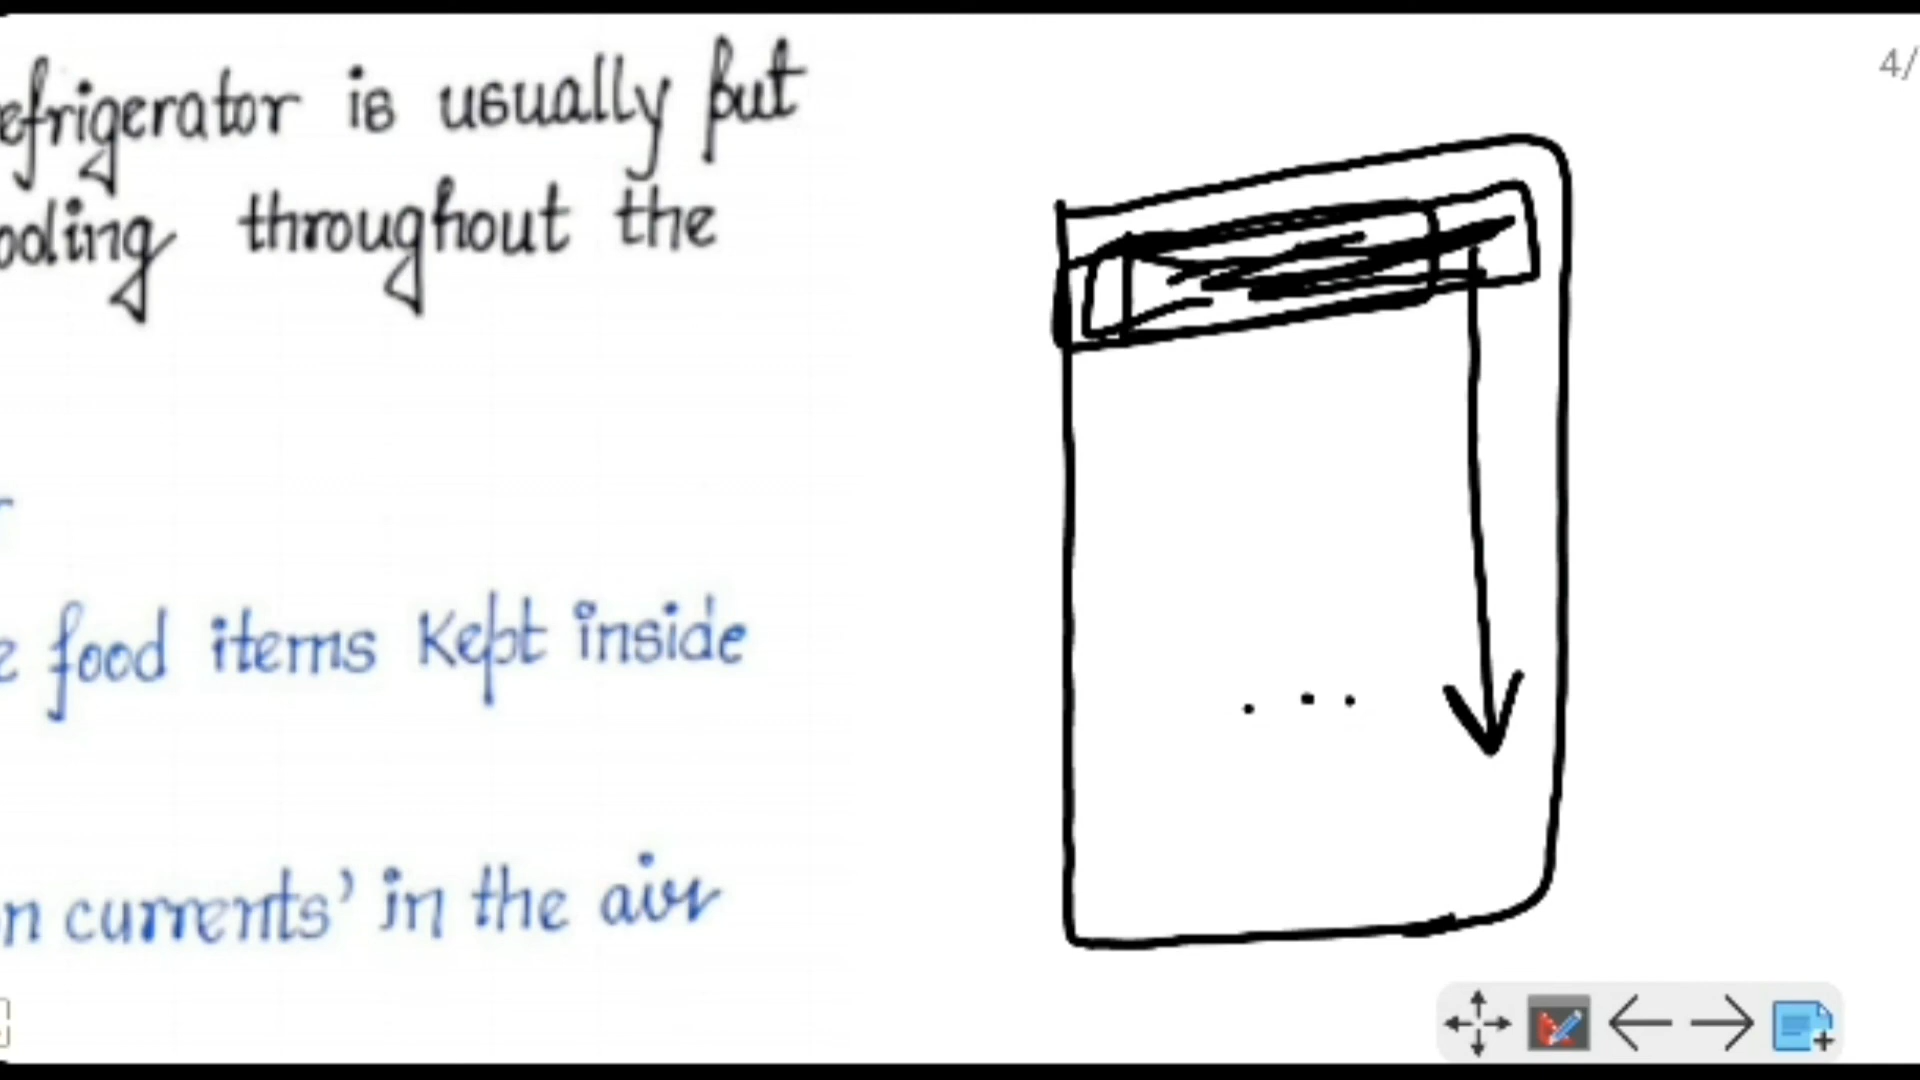 efrigerator is usually put
ooling throughout the
food items Kept inside
n currents' in the air
4/